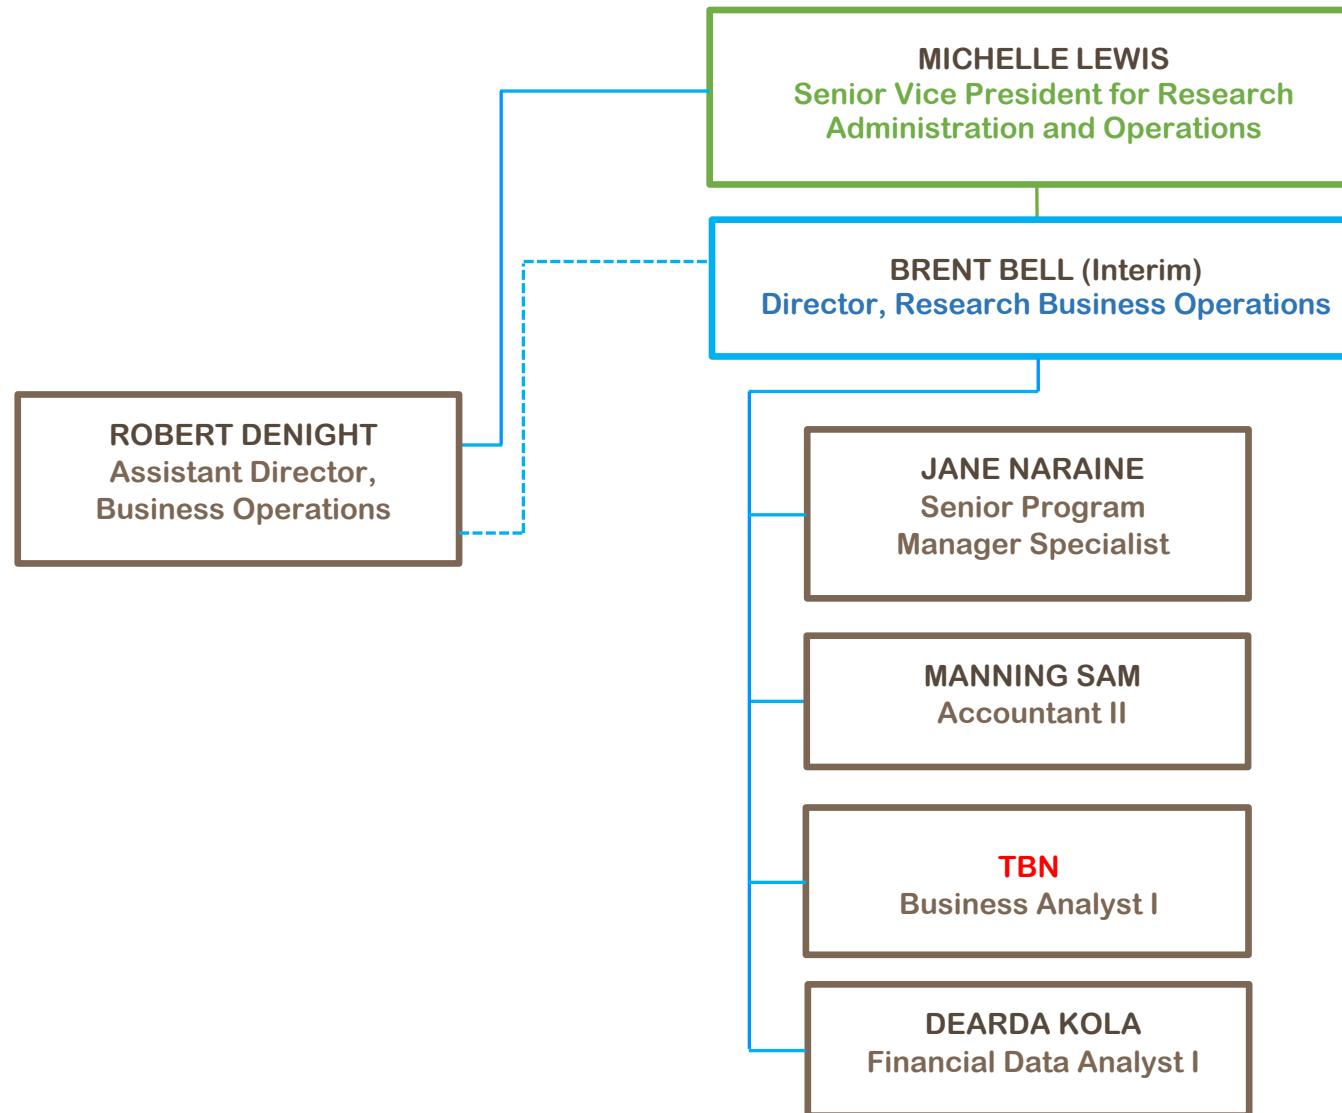 MICHELLE LEWIS
Senior Vice President for Research
Administration and Operations
BRENT BELL (Interim)
Director, Research Business Operations
ROBERT DENIGHT
Assistant Director,
Business Operations
JANE NARAINE
Senior Program
Manager Specialist
MANNING SAM
Accountant II
TBN
Business Analyst I
DEARDA KOLA
Financial Data Analyst I